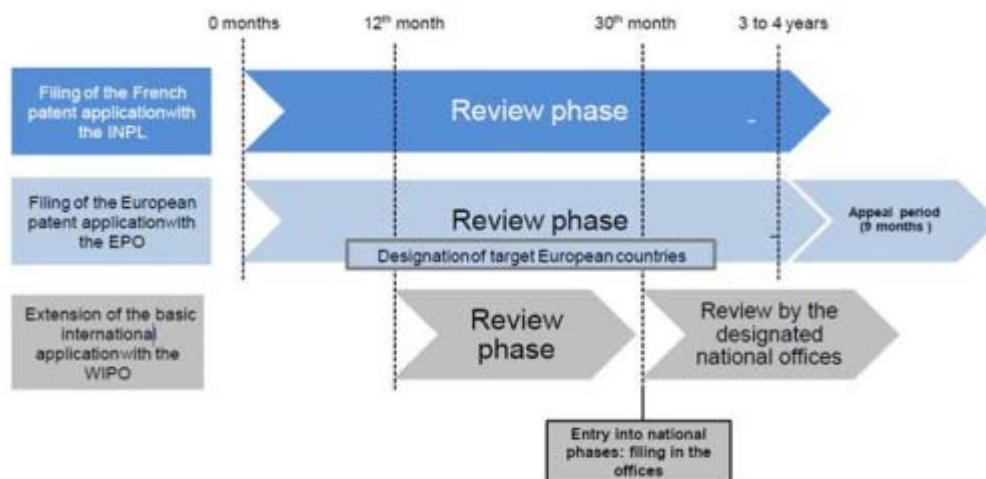 0 months
12th month
30th month
3 to 4 years
Filing of the French
patent applicationwith
the INPL
Review phase
Filing of the European
patent applicationwith
the EPO
Review phase
Appeal period
(9 months )
Designation of target European countries
Extension of the basic
international
applicationwith the
WIPO
Review
phase
Review by the
designated
national offices
Entry into national
phases: filing in the
offices